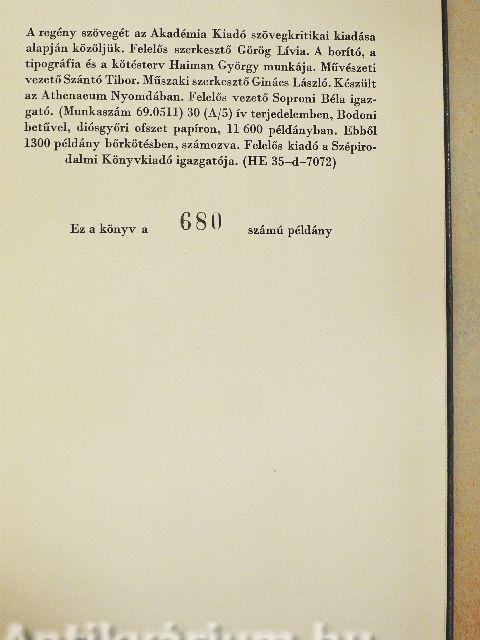 A regény szövegét az Akadémia Kiadó szövegkritikai kiadása
alapján közöljük. Felelős szerkesztő Görög Lívia. A borító, a
tipográfia és a kötésterv Haiman György munkája. Művészeti
vezető Szántó Tibor. Műszaki szerkesztő Ginács László. Készült
az Athenaeum Nyomdában. Felelős vezető Soproni Béla igaz-
gató. (Munkaszám 69.0511) 30 (A/5) ív terjedelemben, Bodoni
betűvel, diósgyőri ofszet papíron, 11 600 példányban. Ebből
1300 példány bőrkötésben, számozva. Felelős kiadó a Szépiro-
dalmi Könyvkiadó igazgatója. (HE 35–d–7072)
Ez a könyv a 680 számú példány
Antikvárium.hu